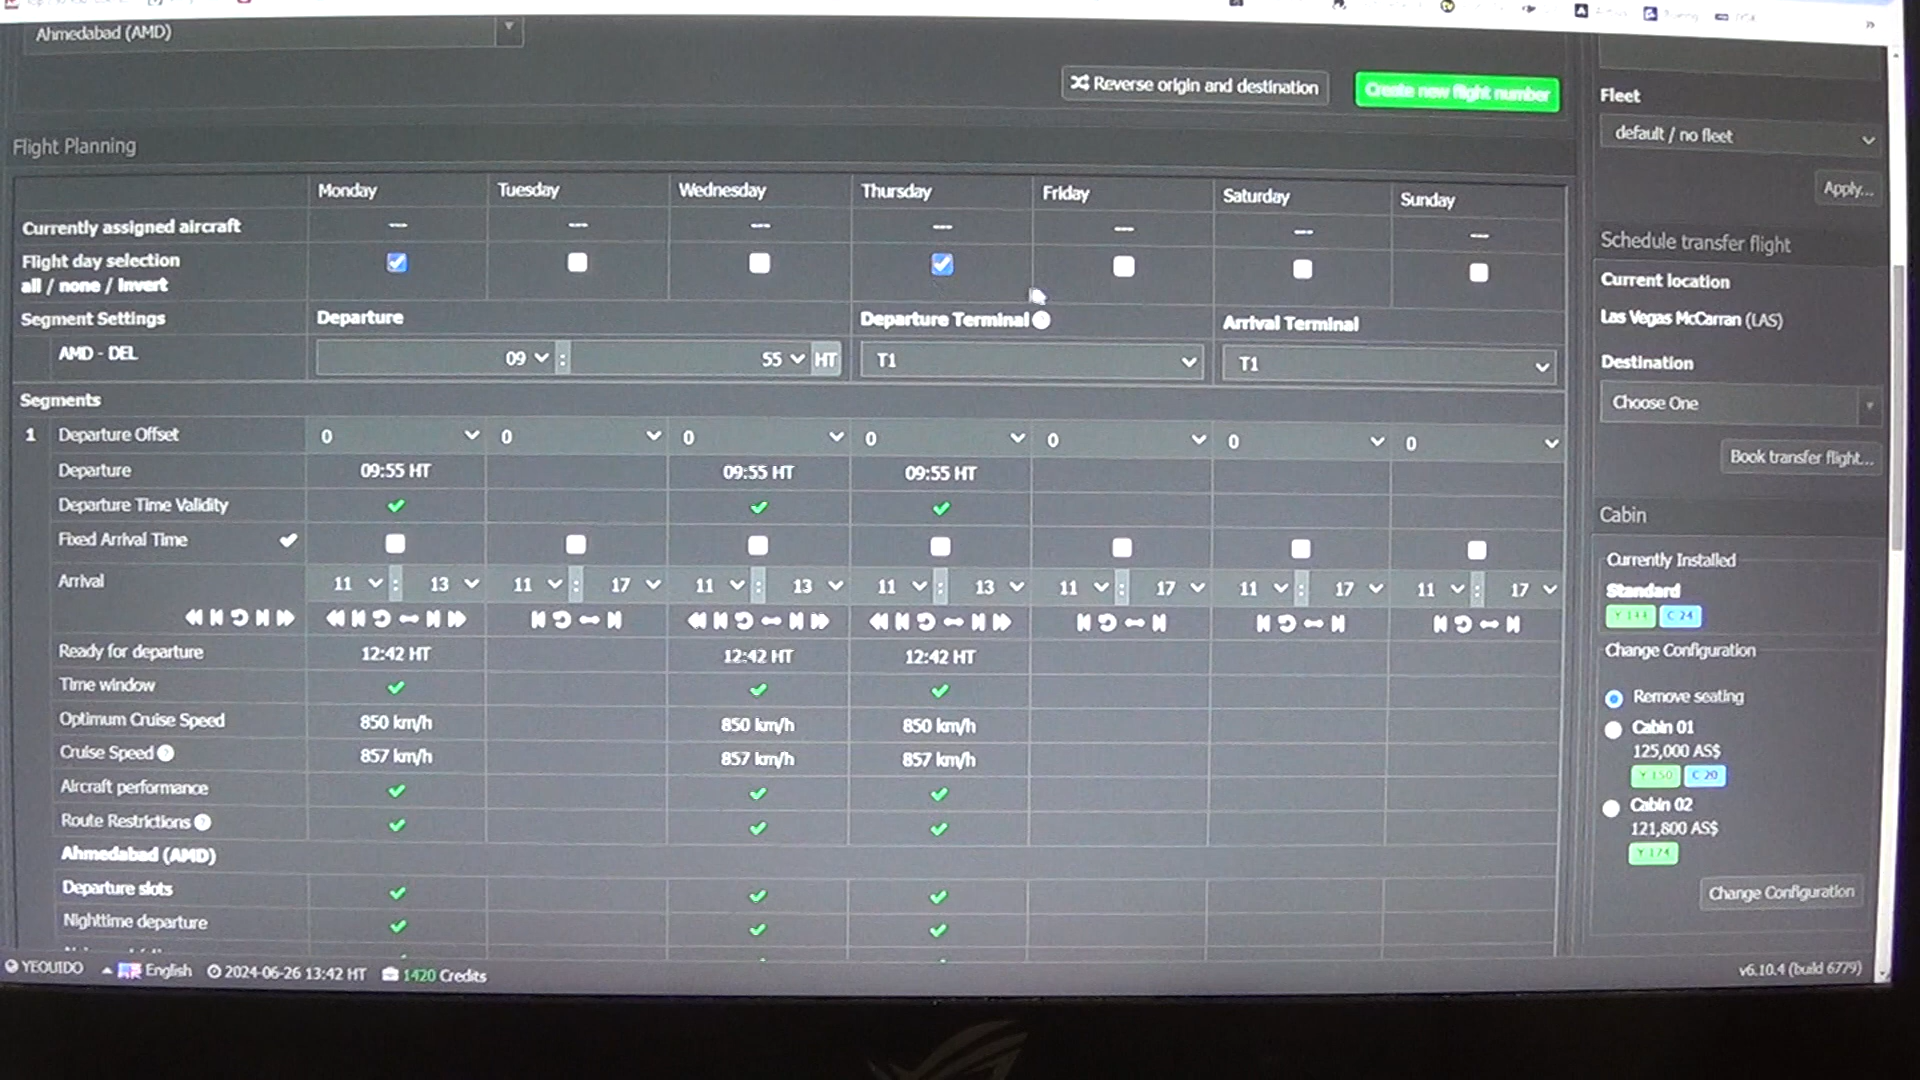 Ahmedabad (AMD)
Reverse origin and destination
Create new flight number
Flight Planning
Monday Tuesday Wednesday Thursday Friday Saturday Sunday
Currently assigned aircraft --- --- --- --- --- --- ---
Flight day selection
all / none / Invert
Segment Settings Departure Departure Terminal Arrival Terminal
AMD - DEL 09 : 55 HT T1 T1
Segments
1 Departure Offset 0 0 0 0 0 0 0
Departure 09:55 HT 09:55 HT 09:55 HT
Departure Time Validity
Fixed Arrival Time
Arrival 11 : 13 11 : 17 11 : 13 11 : 13 11 : 17 11 : 17 11 : 17
Ready for departure 12:42 HT 12:42 HT 12:42 HT
Time window
Optimum Cruise Speed 850 km/h 850 km/h 850 km/h
Cruise Speed 857 km/h 857 km/h 857 km/h
Aircraft performance
Route Restrictions
Ahmedabad (AMD)
Departure slots
Nighttime departure
Fleet
default / no fleet
Apply...
Schedule transfer flight
Current location
Las Vegas McCarran (LAS)
Destination
Choose One
Book transfer flight...
Cabin
Currently Installed
Standard
Y 144 C 24
Change Configuration
Remove seating
Cabin 01
125,000 AS$
Y 150 C 20
Cabin 02
121,800 AS$
Y 174
Change Configuration
YEOUIDO English 2024-06-26 13:42 HT 1420 Credits
v6.10.4 (build 6779)